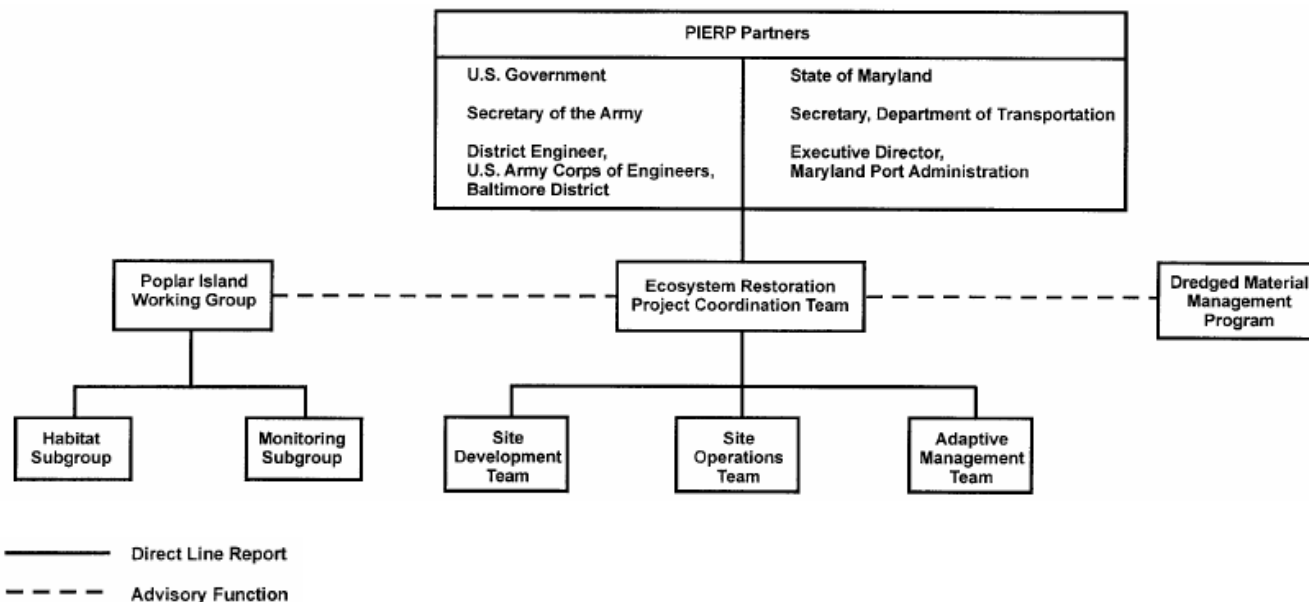 PIERP Partners
U.S. Government
Secretary of the Army
District Engineer,
U.S. Army Corps of Engineers,
Baltimore District
State of Maryland
Secretary, Department of Transportation
Executive Director,
Maryland Port Administration
Poplar Island
Working Group
Ecosystem Restoration
Project Coordination Team
Dredged Material
Management
Program
Habitat
Subgroup
Monitoring
Subgroup
Site
Development
Team
Site
Operations
Team
Adaptive
Management
Team
Direct Line Report
Advisory Function